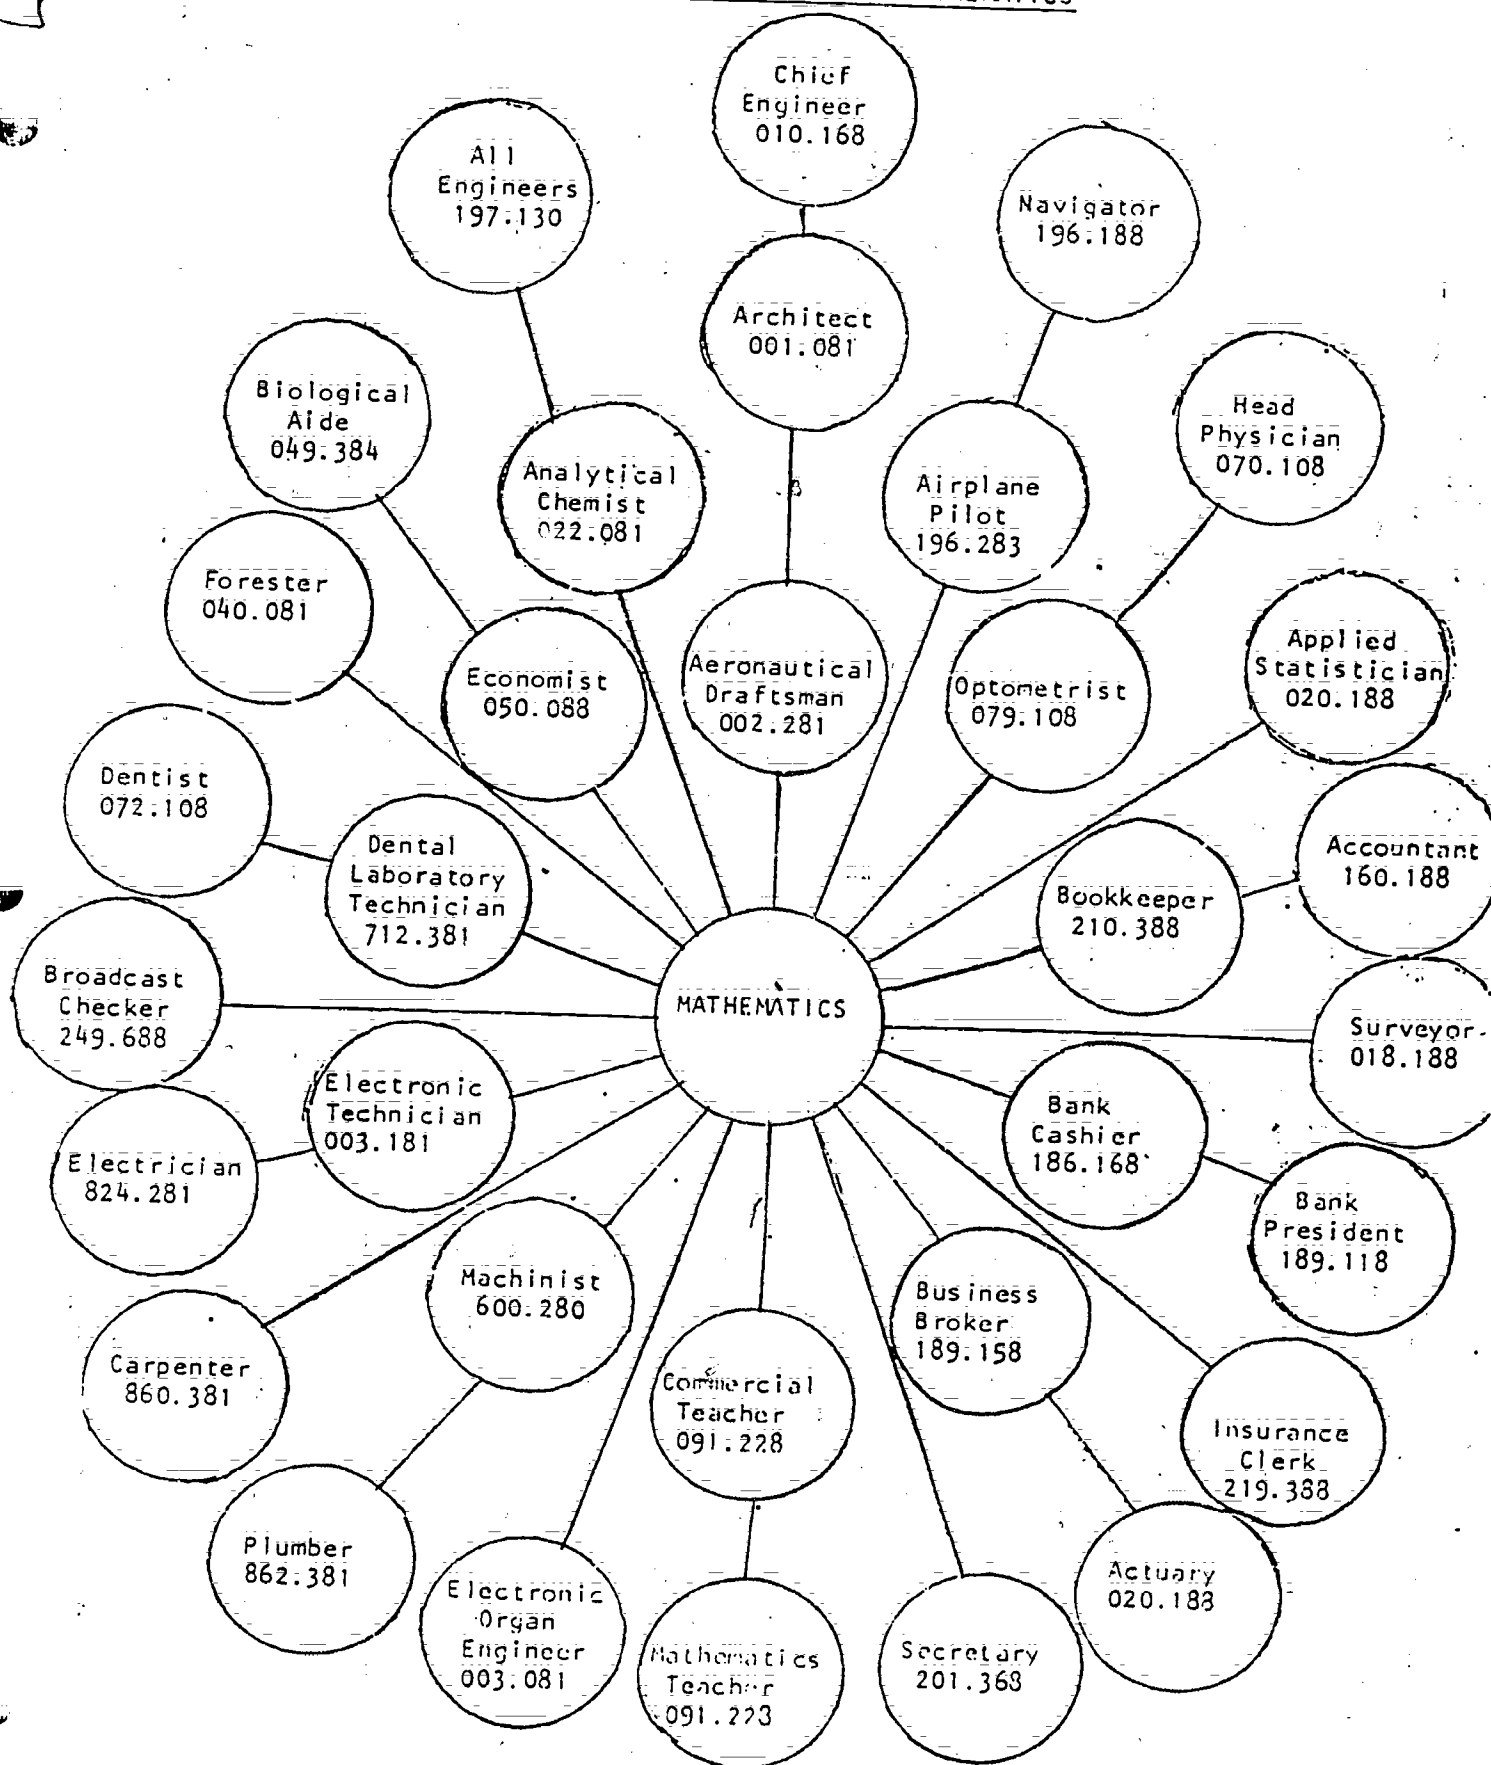 Chief
Engineer
010.168
All
Engineers
197.130
Navigator
196.188
Architect
001.081
Biological
Aide
049.384
Head
Physician
070.108
Analytical
Chemist
022.081
Airplane
Pilot
196.283
Forester
040.081
Applied
Statistician
020.188
Economist
050.088
Aeronautical
Draftsman
002.281
Optometrist
079.108
Dentist
072.108
Dental
Laboratory
Technician
712.381
Accountant
160.188
Bookkeeper
210.388
Broadcast
Checker
249.688
MATHEMATICS
Surveyor
018.188
Electronic
Technician
003.181
Bank
Cashier
186.168
Electrician
824.281
Bank
President
189.118
Machinist
600.280
Business
Broker
189.158
Carpenter
860.381
Commercial
Teacher
091.228
Insurance
Clerk
219.388
Plumber
862.381
Actuary
020.188
Electronic
Organ
Engineer
003.081
Mathematics
Teacher
091.228
Secretary
201.368